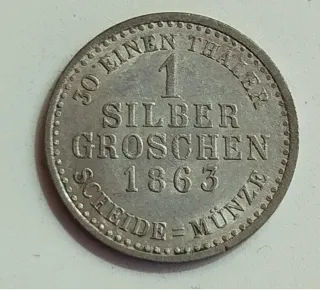 30 EINEN THALER
1
SILBER
GROSCHEN
1863
SCHEIDE = MÜNZE